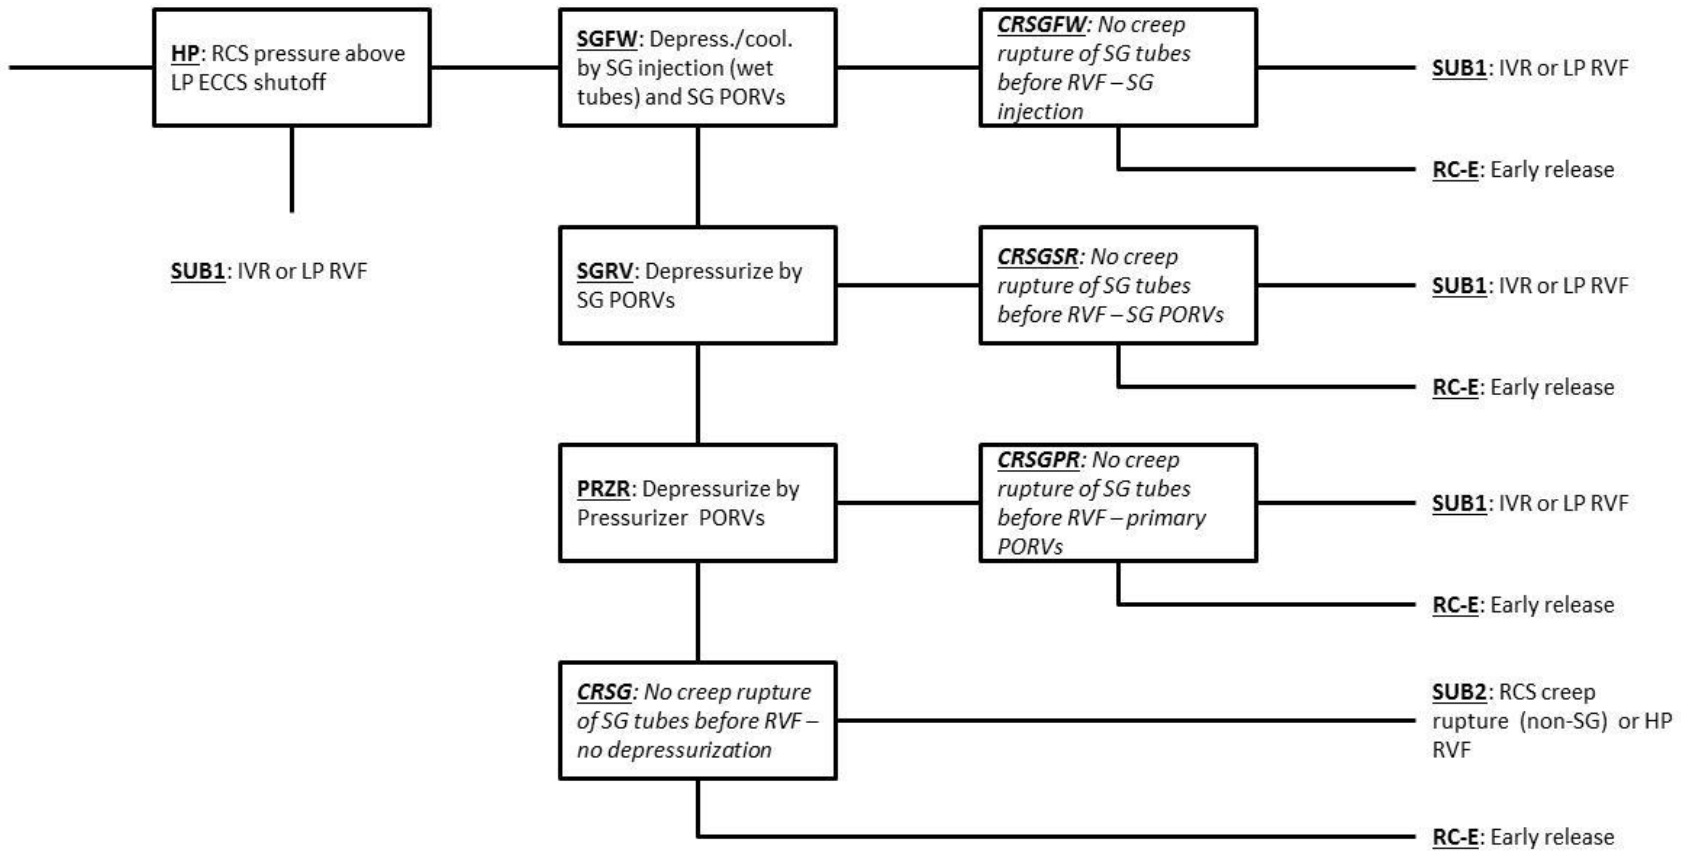 HP: RCS pressure above
LP ECCS shutoff
SGFW: Depress./cool.
by SG injection (wet
tubes) and SG PORVs
CRSGFW: No creep
rupture of SG tubes
before RVF – SG
injection
SUB1: IVR or LP RVF
RC-E: Early release
SUB1: IVR or LP RVF
SGRV: Depressurize by
SG PORVs
CRSGSR: No creep
rupture of SG tubes
before RVF – SG PORVs
SUB1: IVR or LP RVF
RC-E: Early release
PRZR: Depressurize by
Pressurizer PORVs
CRSGPR: No creep
rupture of SG tubes
before RVF – primary
PORVs
SUB1: IVR or LP RVF
RC-E: Early release
CRSG: No creep rupture
of SG tubes before RVF –
no depressurization
SUB2: RCS creep
rupture (non-SG) or HP
RVF
RC-E: Early release